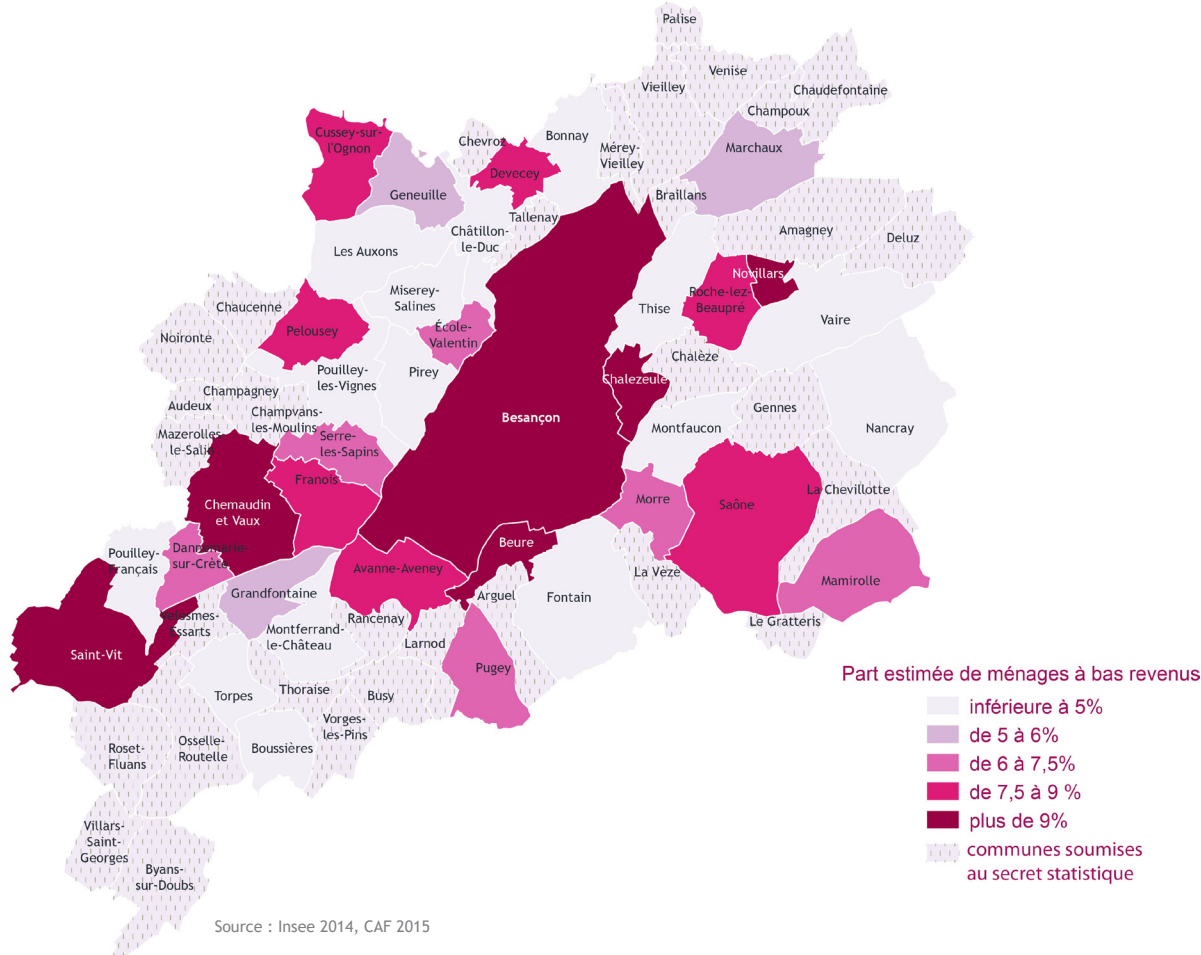 Palise
Venise
Vieilley
Chaudefontaine
Champoux
Cussey-sur-
l'Ognon
Chevroz
Bonnay
Mérey-
Vieilley
Marchaux
Devecey
Geneuille
Braillans
Tallenay
Châtillon-
le-Duc
Amagney
Deluz
Les Auxons
Novillars
Miserey-
Salines
Roche-lez-
Beaupré
Chaucenne
Thise
Vaire
Noironte
Pelousey
École-
Valentin
Chalèze
Pouilley-
les-Vignes
Pirey
Chalezeule
Champagney
Audeux
Champvans-
les-Moulins
Besançon
Gennes
Nancray
Mazerolles-
le-Salin
Serre-
les-Sapins
Montfaucon
Franois
La Chevillotte
Morre
Saône
Chemaudin
et Vaux
Beure
Pouilley-
Français
Dannemarie-
sur-Crète
Avanne-Aveney
La Vèze
Mamirolle
Grandfontaine
Arguel
Fontain
Velesmes-
Essarts
Rancenay
Le Gratteris
Montferrand-
le-Château
Larnod
Saint-Vit
Pugey
Torpes
Thoraise
Busy
Vorges-
les-Pins
Osselle-
Routelle
Boussières
Roset-
Fluans
Villars-
Saint-
Georges
Byans-
sur-Doubs
Part estimée de ménages à bas revenus
inférieure à 5%
de 5 à 6%
de 6 à 7,5%
de 7,5 à 9 %
plus de 9%
communes soumises
au secret statistique
Source : Insee 2014, CAF 2015